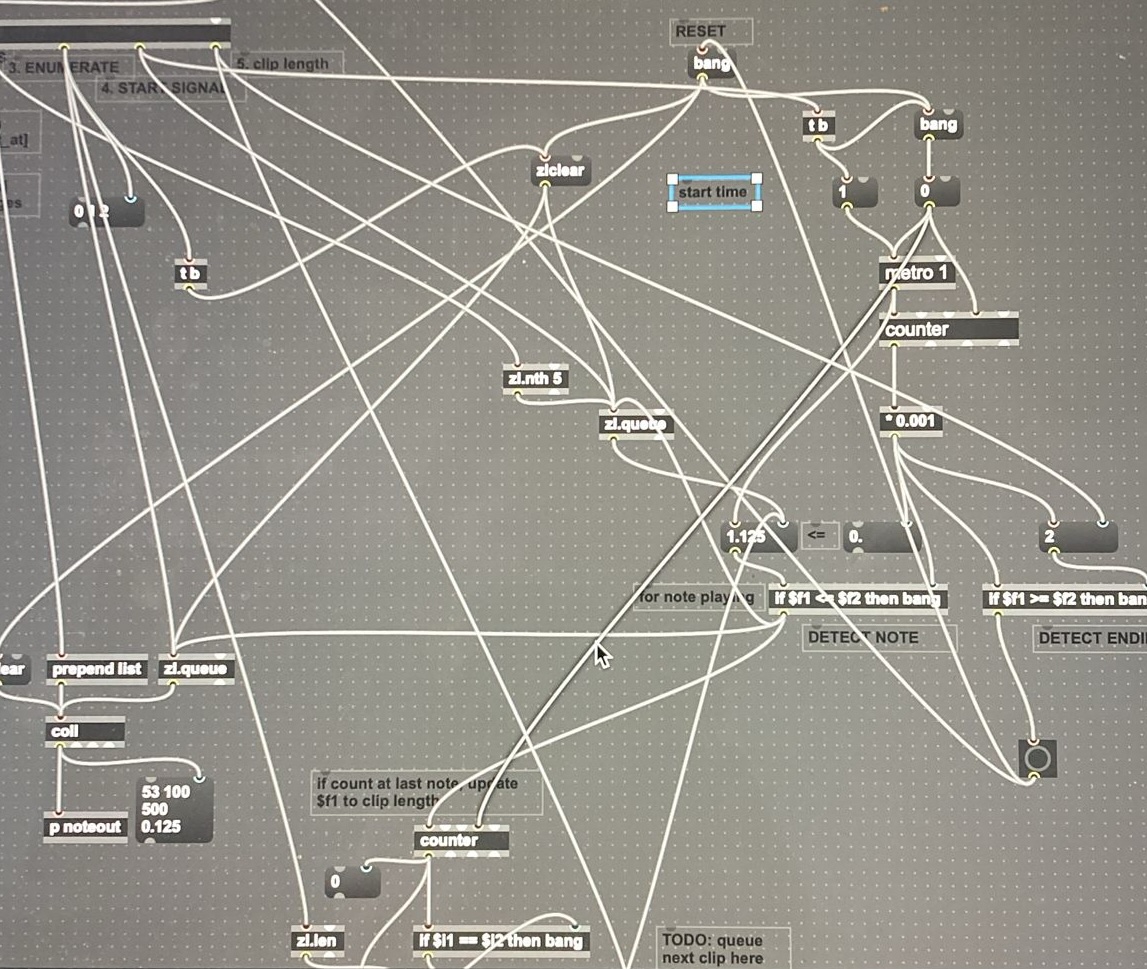 RESET
3. ENUMERATE
5. clip length
bang
4. START SIGNAL
t b
bang
_at]
zlclear
start time
1
0
es
0 1 2
t b
metro 1
counter
zl.nth 5
zl.queue
* 0.001
1.125
<=
0.
2
for note playing
if $f1 <= $f2 then bang
if $f1 >= $f2 then ban
DETECT NOTE
DETECT ENDI
ear
prepend list
zl.queue
coll
if count at last note, update
$f1 to clip length
53 100
500
0.125
p noteout
counter
0
zl.len
if $i1 == $i2 then bang
TODO: queue
next clip here